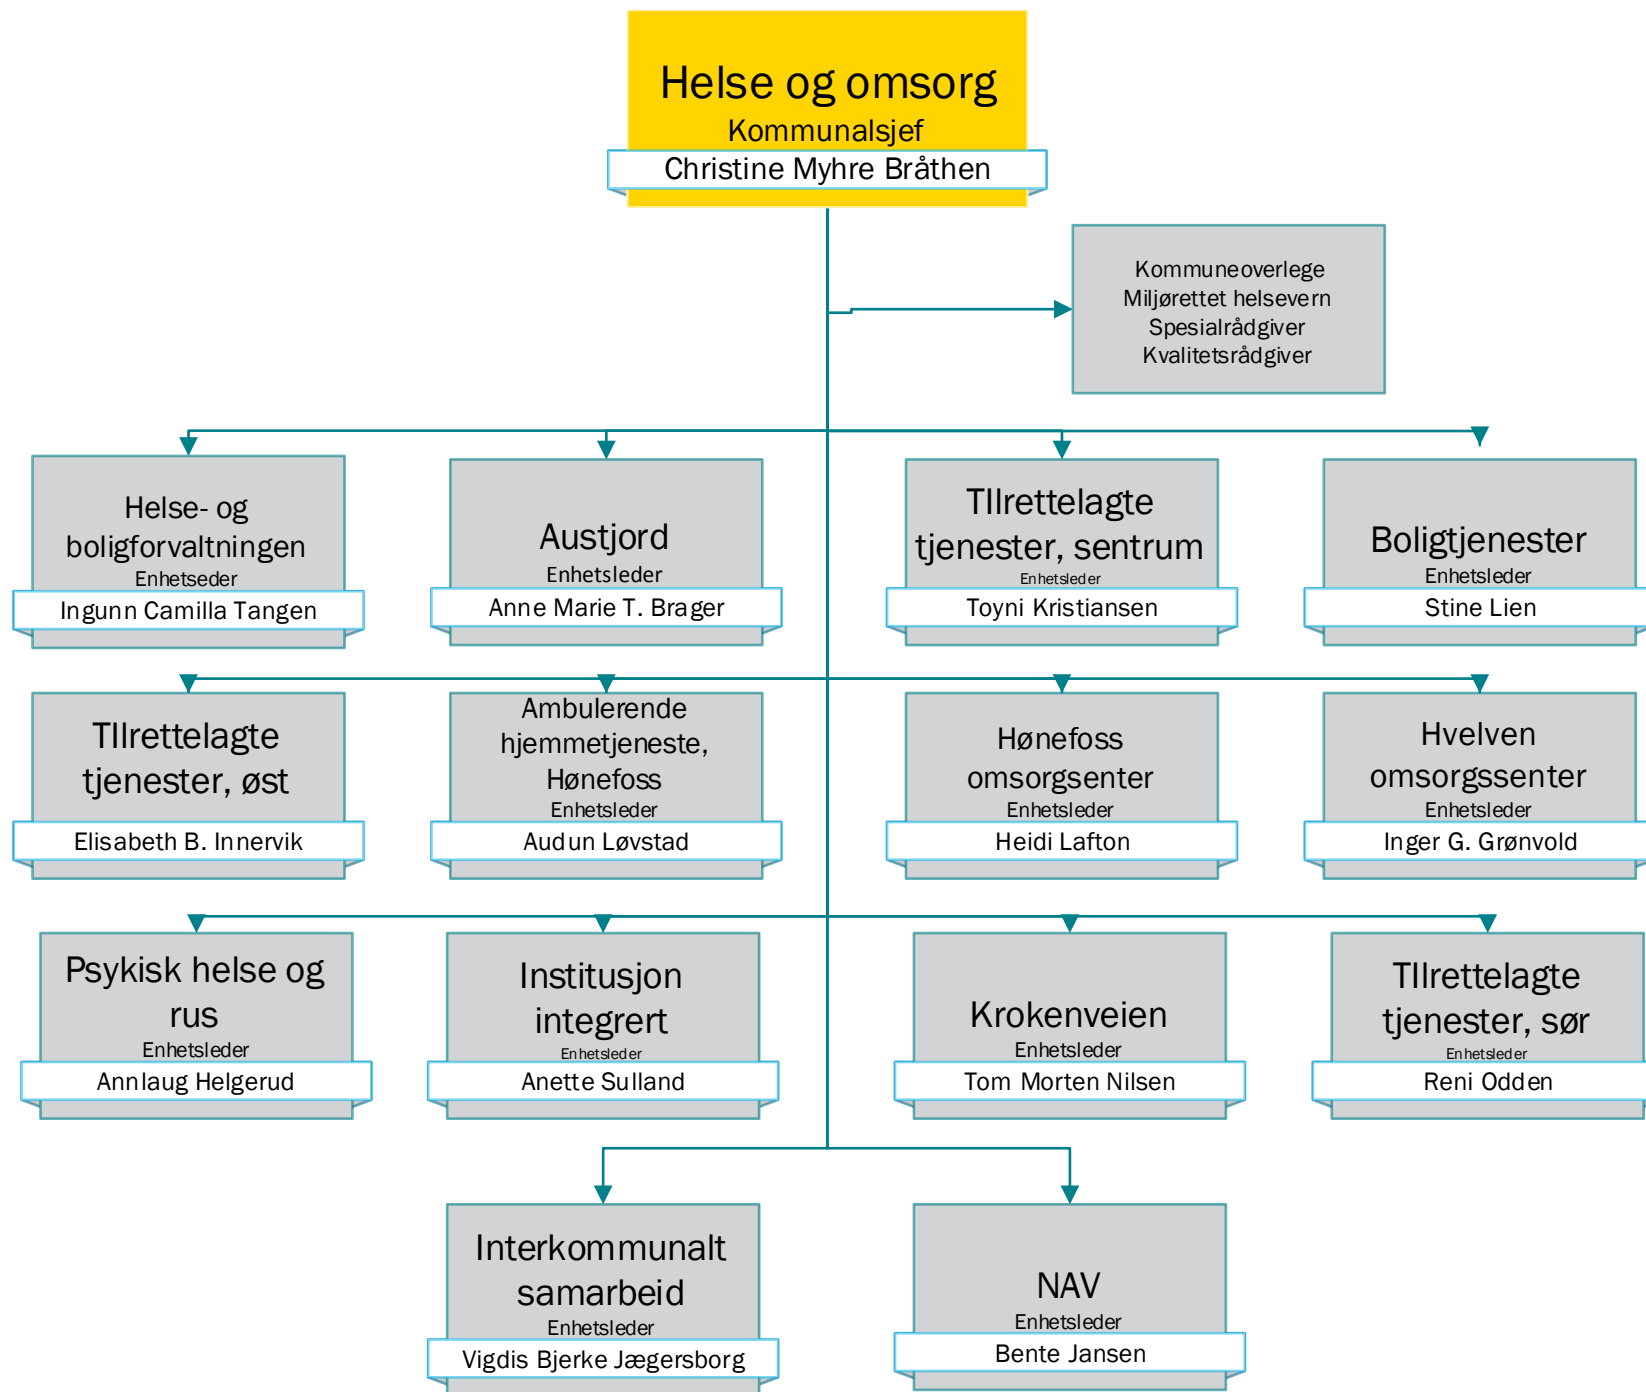 Helse og omsorg
Kommunalsjef
Christine Myhre Bråthen
Kommuneoverlege
Miljørettet helsevern
Spesialrådgiver
Kvalitetsrådgiver
Helse- og
boligforvaltningen
Enhetseder
Ingunn Camilla Tangen
Austjord
Enhetsleder
Anne Marie T. Brager
TIlrettelagte
tjenester, sentrum
Enhetsleder
Toyni Kristiansen
Boligtjenester
Enhetsleder
Stine Lien
TIlrettelagte
tjenester, øst
Elisabeth B. Innervik
Ambulerende
hjemmetjeneste,
Hønefoss
Enhetsleder
Audun Løvstad
Hønefoss
omsorgsenter
Enhetsleder
Heidi Lafton
Hvelven
omsorgssenter
Enhetsleder
Inger G. Grønvold
Psykisk helse og
rus
Enhetsleder
Annlaug Helgerud
Institusjon
integrert
Enhetsleder
Anette Sulland
Krokenveien
Enhetsleder
Tom Morten Nilsen
TIlrettelagte
tjenester, sør
Enhetsleder
Reni Odden
Interkommunalt
samarbeid
Enhetsleder
Vigdis Bjerke Jægersborg
NAV
Enhetsleder
Bente Jansen